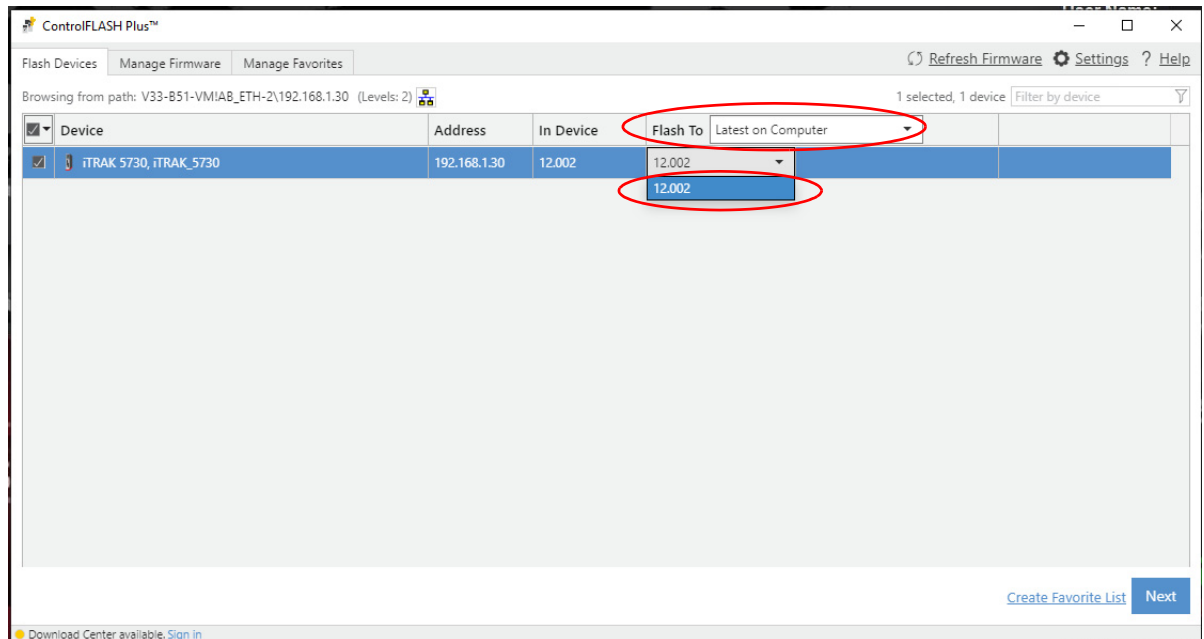 ControlFLASH Plus™
Flash Devices Manage Firmware Manage Favorites Refresh Firmware Settings ? Help
Browsing from path: V33-B51-VM!AB_ETH-2\192.168.1.30 (Levels: 2) 1 selected, 1 device Filter by device
Device Address In Device Flash To Latest on Computer
iTRAK 5730, iTRAK_5730 192.168.1.30 12.002 12.002
12.002
Create Favorite List Next
Download Center available. Sign in